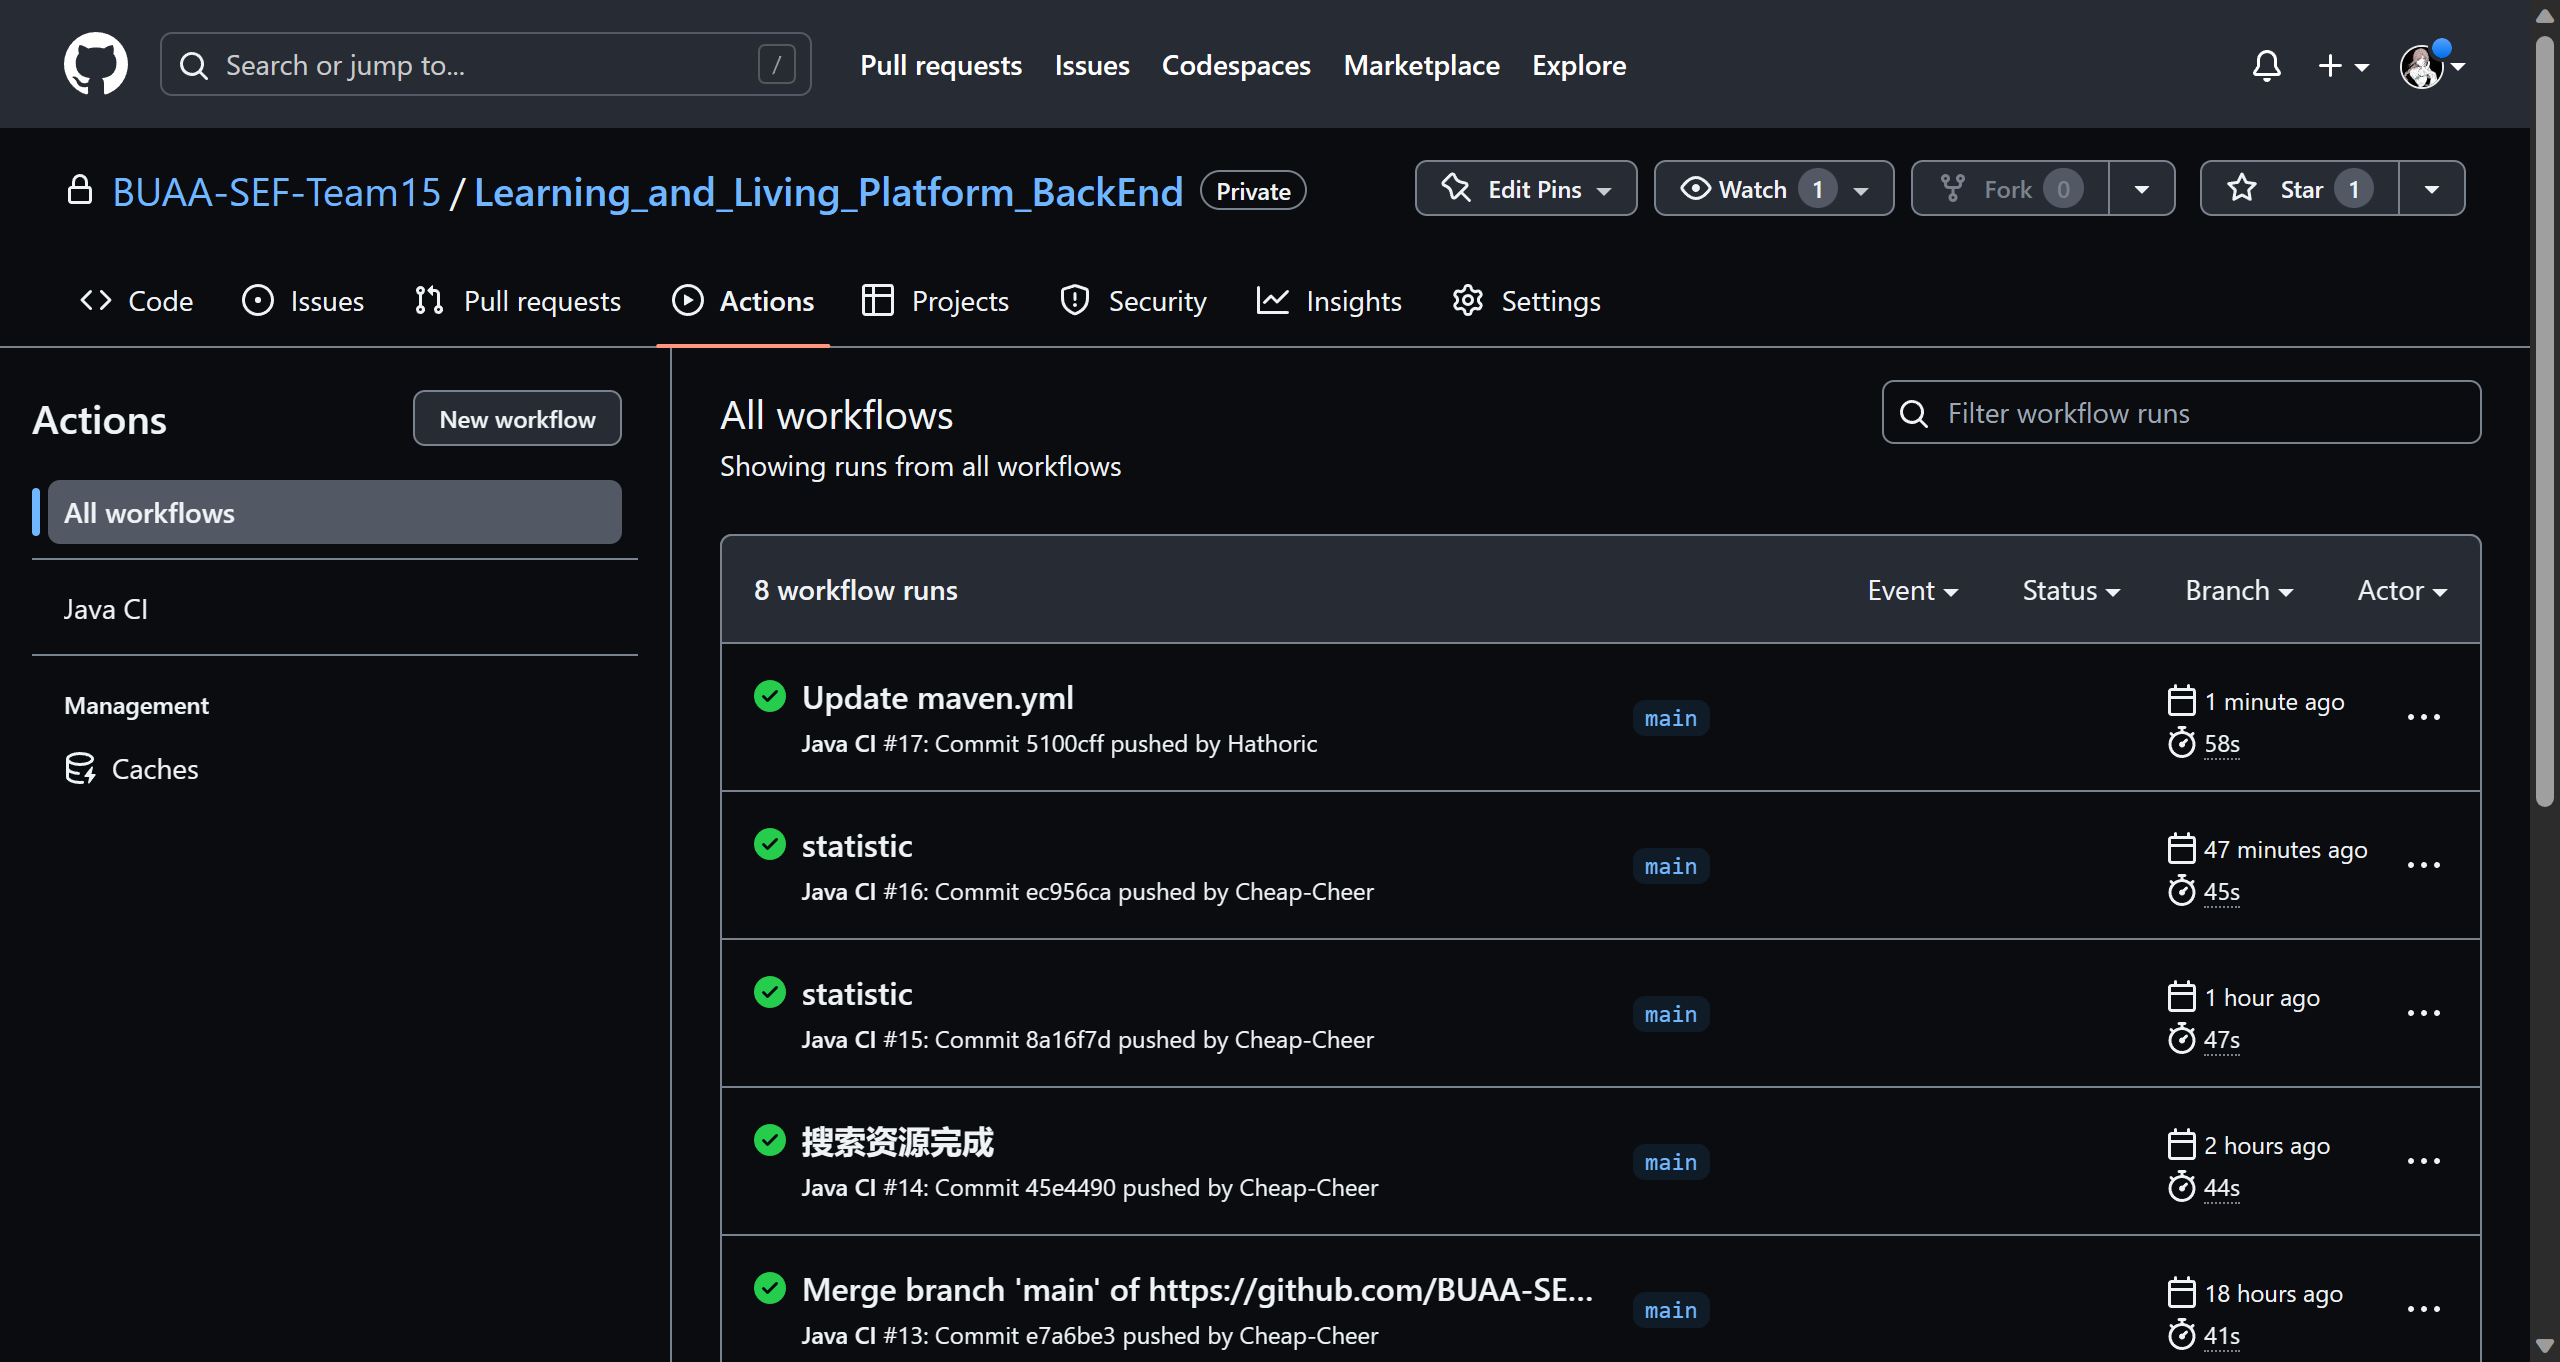 Search or jump to... /
Pull requests Issues Codespaces Marketplace Explore
BUAA-SEF-Team15 / Learning_and_Living_Platform_BackEnd Private
Edit Pins Watch 1 Fork 0 Star 1
Code Issues Pull requests Actions Projects Security Insights Settings
Actions
New workflow
All workflows
Java CI
Management
Caches
All workflows
Showing runs from all workflows
Filter workflow runs
8 workflow runs
Event Status Branch Actor
Update maven.yml
Java CI #17: Commit 5100cff pushed by Hathoric
main
1 minute ago
58s
statistic
Java CI #16: Commit ec956ca pushed by Cheap-Cheer
main
47 minutes ago
45s
statistic
Java CI #15: Commit 8a16f7d pushed by Cheap-Cheer
main
1 hour ago
47s
搜索资源完成
Java CI #14: Commit 45e4490 pushed by Cheap-Cheer
main
2 hours ago
44s
Merge branch 'main' of https://github.com/BUAA-SE...
Java CI #13: Commit e7a6be3 pushed by Cheap-Cheer
main
18 hours ago
41s